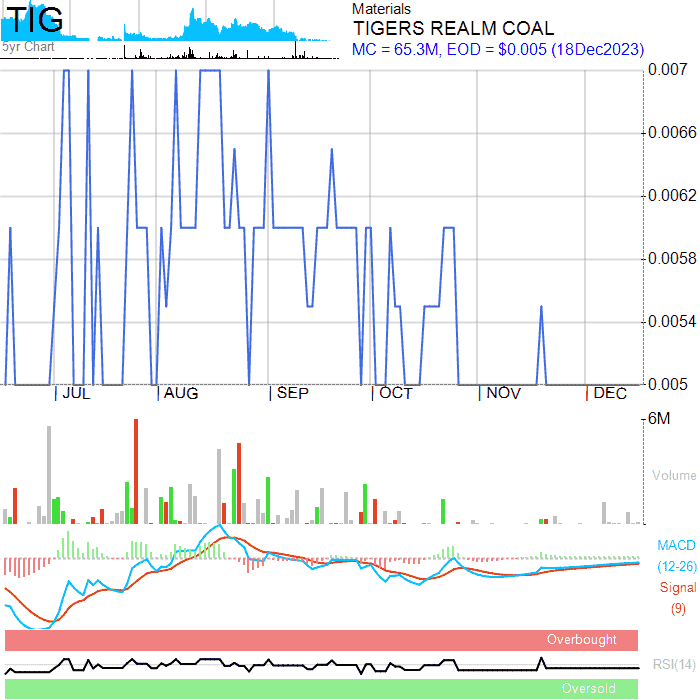 TIG
5yr Chart
Materials
TIGERS REALM COAL
MC = 65.3M, EOD = $0.005 (18Dec2023)
0.007
0.0066
0.0062
0.0058
0.0054
0.005
JUL AUG SEP OCT NOV DEC
6M
Volume
MACD
(12-26)
Signal
(9)
Overbought
RSI(14)
Oversold